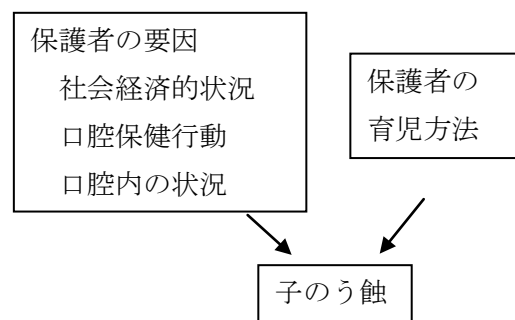 保護者の要因
社会経済的状況
口腔保健行動
口腔内の状況
保護者の
育児方法
子のう蝕